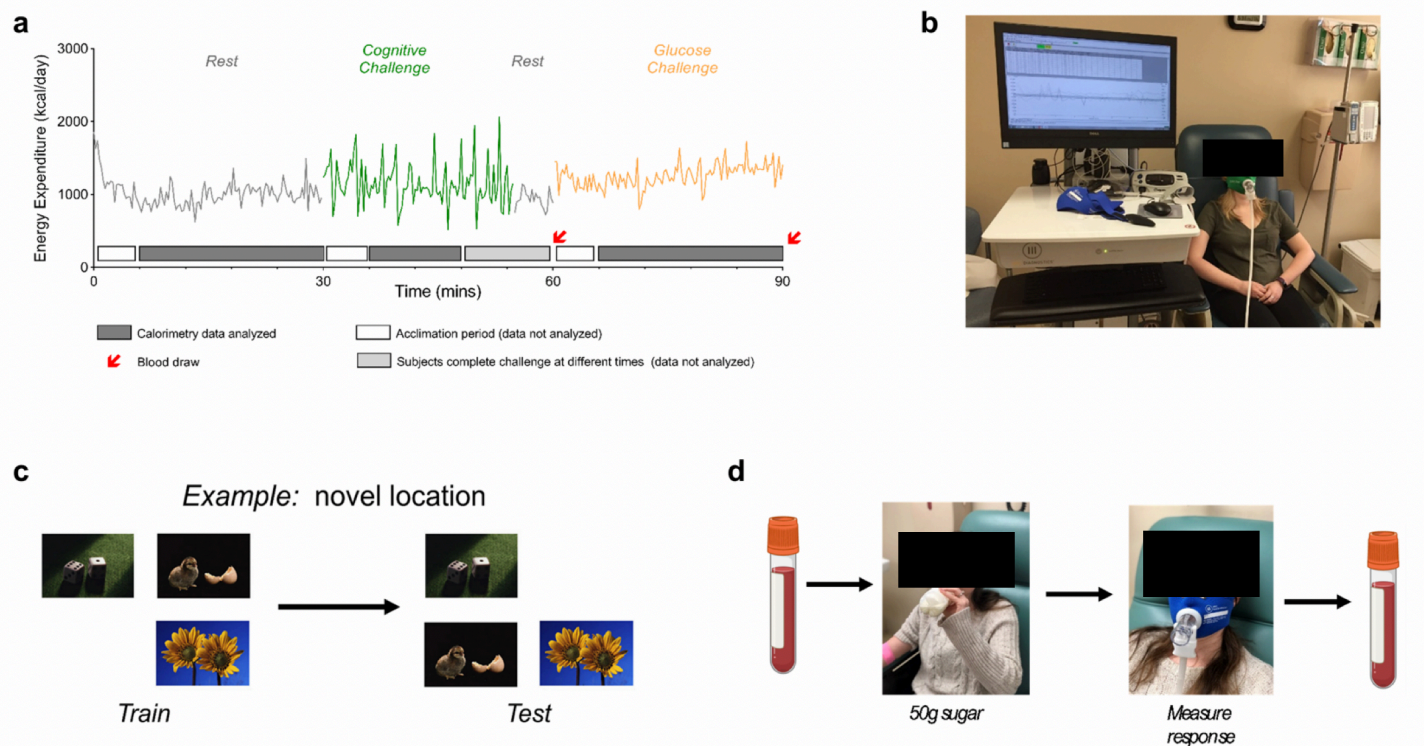 a
3000
2000
1000
0
Energy Expenditure (kcal/day)
Rest
Cognitive
Challenge
Rest
Glucose
Challenge
0
30
60
90
Time (mins)
Calorimetry data analyzed
Acclimation period (data not analyzed)
Blood draw
Subjects complete challenge at different times (data not analyzed)
b
c
Example: novel location
Train
Test
d
50g sugar
Measure
response